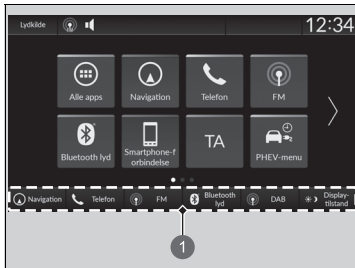 Lydkilde
12:34
Alle apps
Navigation
Telefon
FM
Bluetooth lyd
Smartphone-f
orbindelse
TA
PHEV-menu
Navigation
Telefon
FM
Bluetooth
lyd
DAB
Display-
tilstand
1